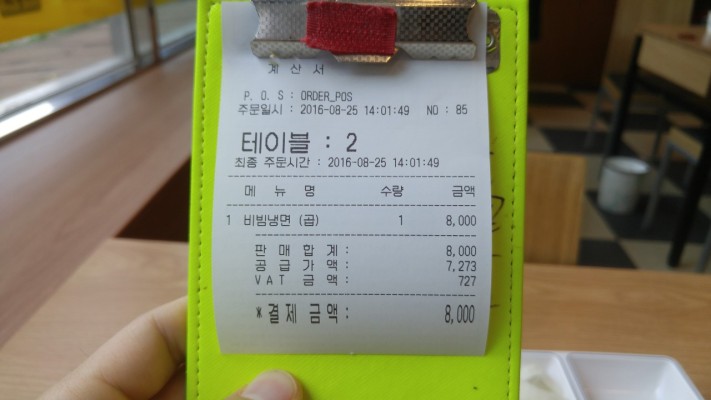 계 산 서
P. O. S : ORDER_POS
주문일시 : 2016-08-25 14:01:49 NO : 85
테이블 : 2
최종 주문시간 : 2016-08-25 14:01:49
메 뉴 명 수량 금액
1 비빔냉면 (곱) 1 8,000
판 매 합 계 : 8,000
공 급 가 액 : 7,273
V A T 금 액 : 727
*결 제 금 액 : 8,000